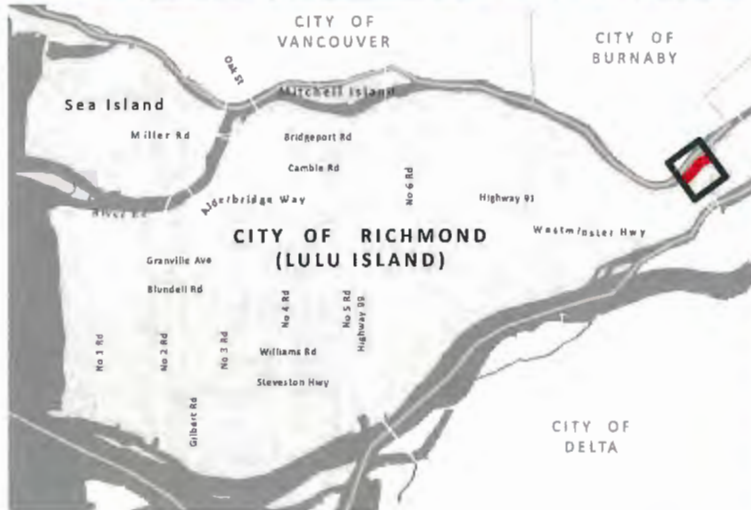 CITY OF
VANCOUVER
CITY OF
BURNABY
Oak St
Sea Island
Mitchell Island
Miller Rd
Bridgeport Rd
Cambie Rd
No 6 Rd
Highway 91
Alderbridge Way
River Rd
Westminster Hwy
CITY OF RICHMOND
(LULU ISLAND)
Granville Ave
Blundell Rd
No 1 Rd
No 2 Rd
No 3 Rd
No 4 Rd
No 5 Rd
Highway 99
Williams Rd
Steveston Hwy
Gilbert Rd
CITY OF
DELTA